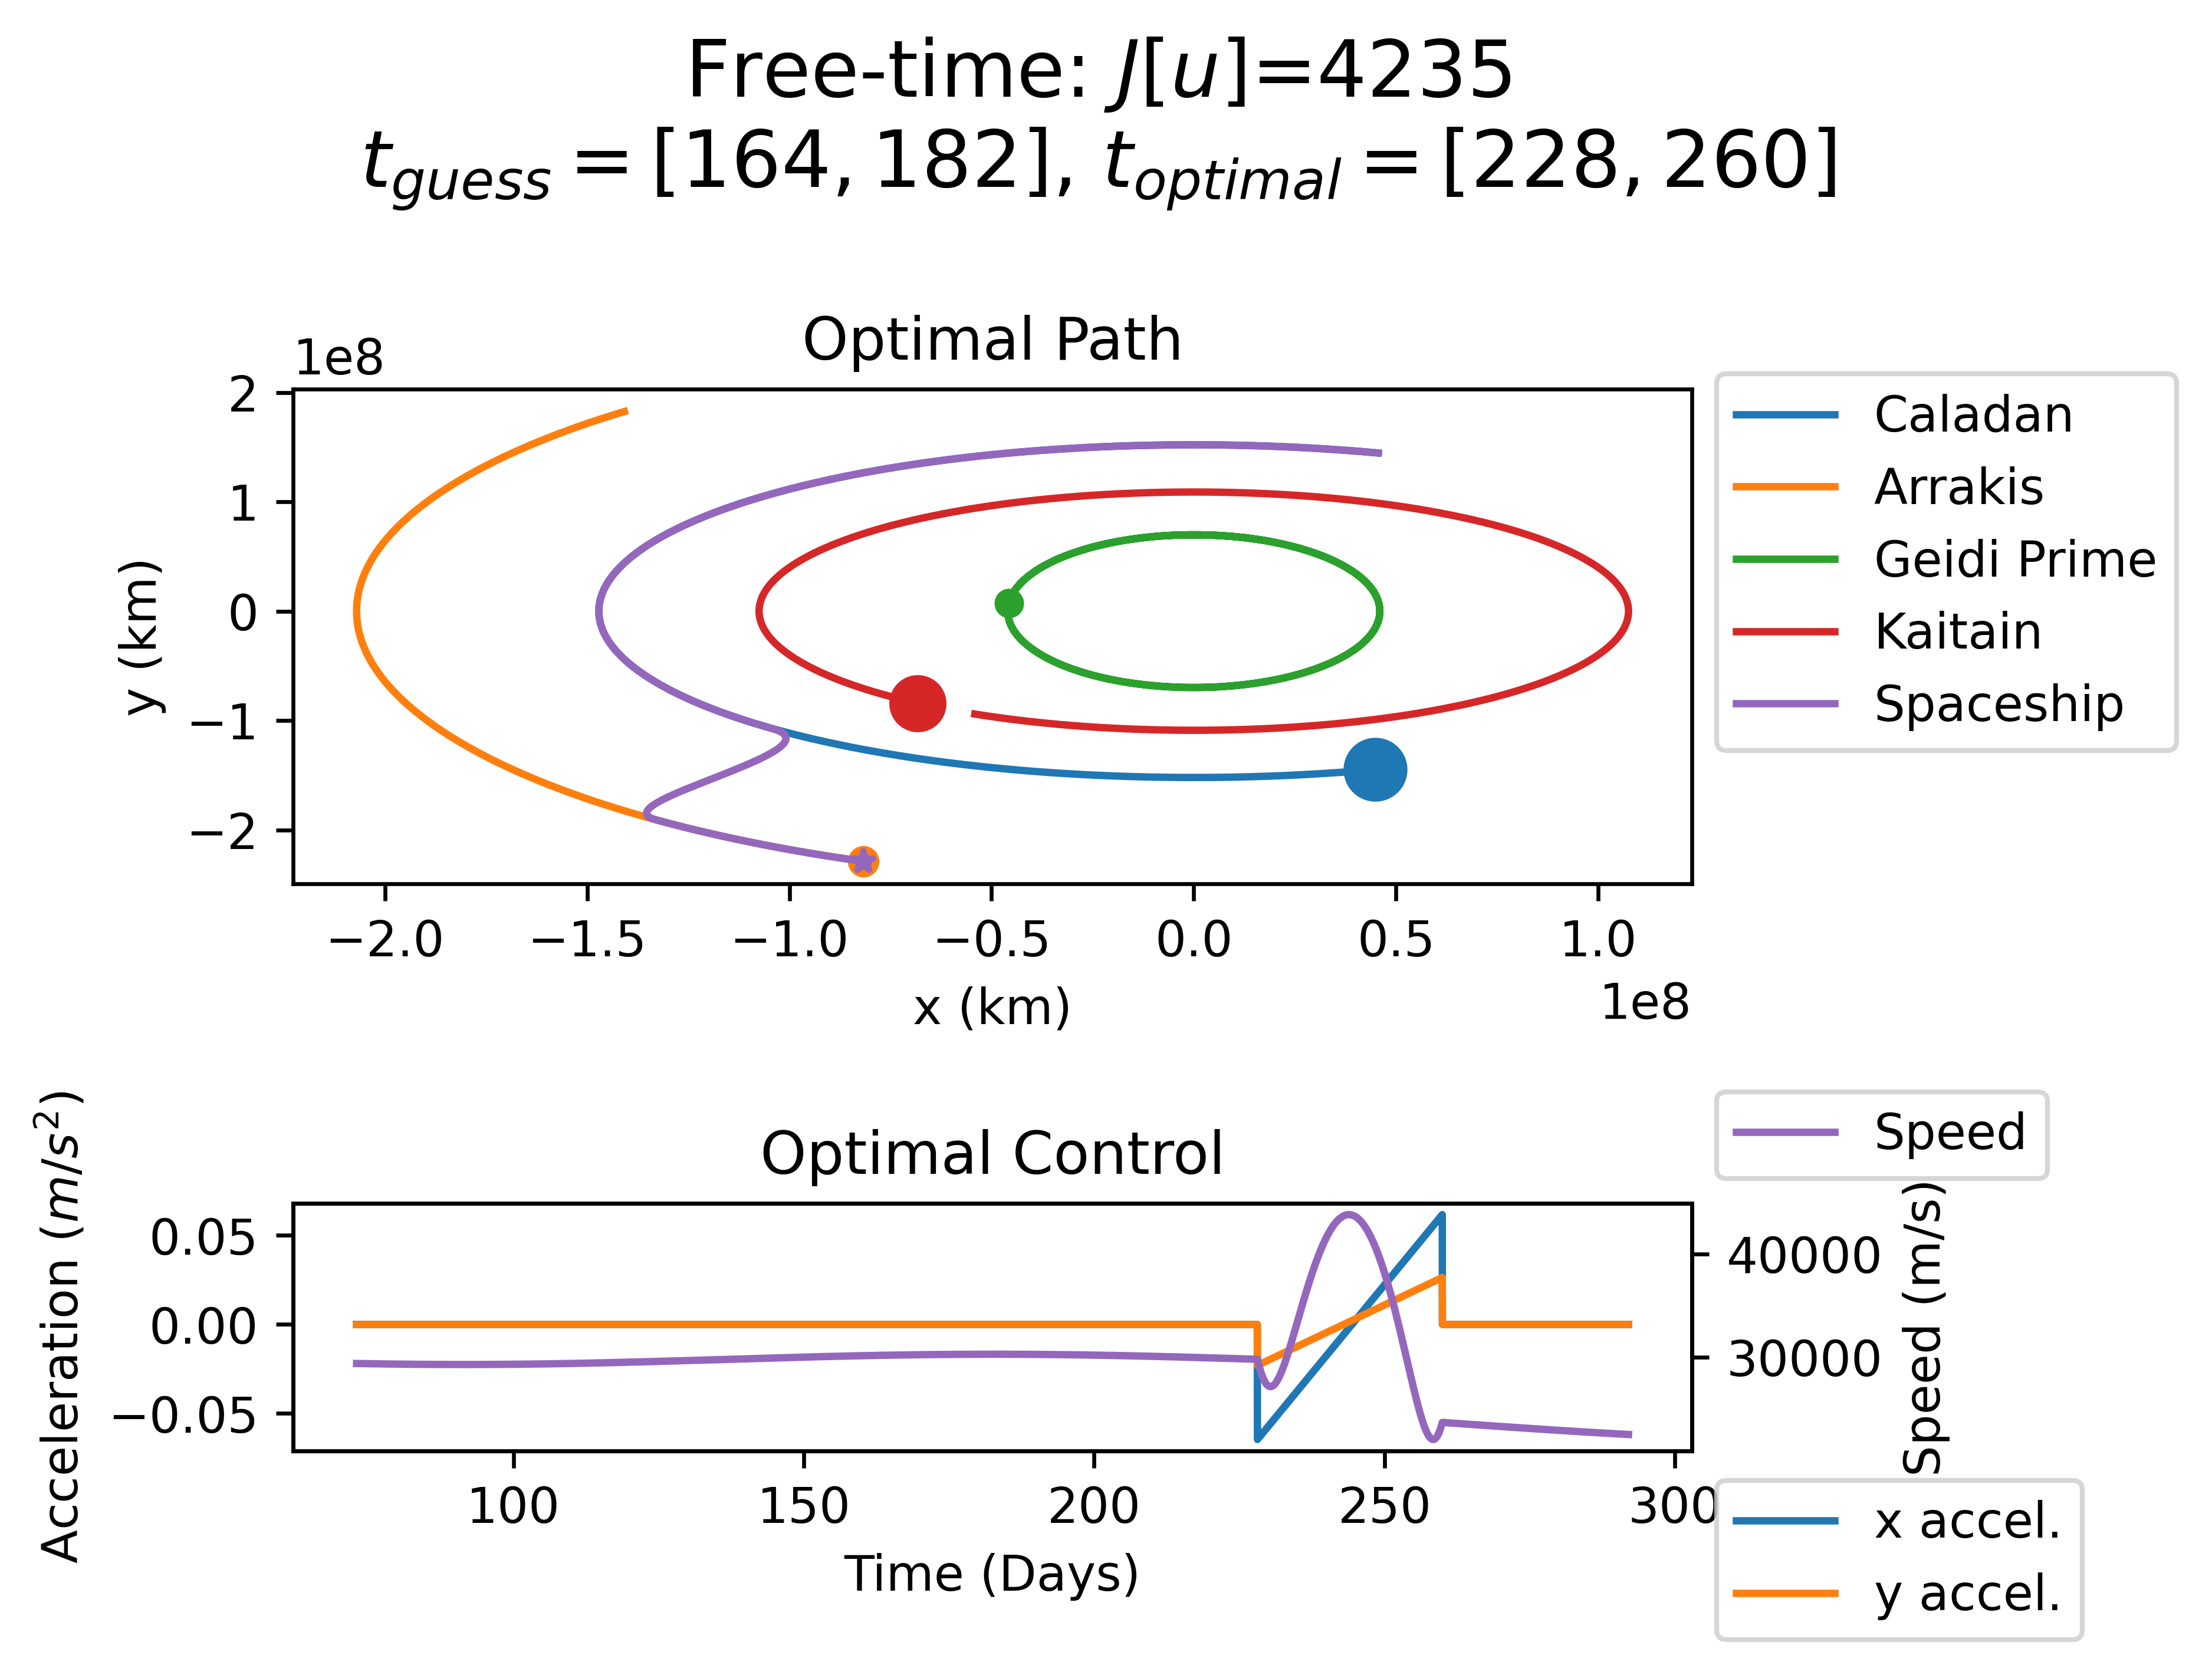 Free-time: J[u]=4235
t_guess = [164, 182], t_optimal = [228, 260]
Optimal Path
1e8
2
1
0
−1
−2
y (km)
−2.0 −1.5 −1.0 −0.5 0.0 0.5 1.0
1e8
x (km)
Caladan
Arrakis
Geidi Prime
Kaitain
Spaceship
Optimal Control
Speed
0.05
0.00
−0.05
Acceleration (m/s²)
40000
30000
Speed (m/s)
100 150 200 250 300
Time (Days)
x accel.
y accel.